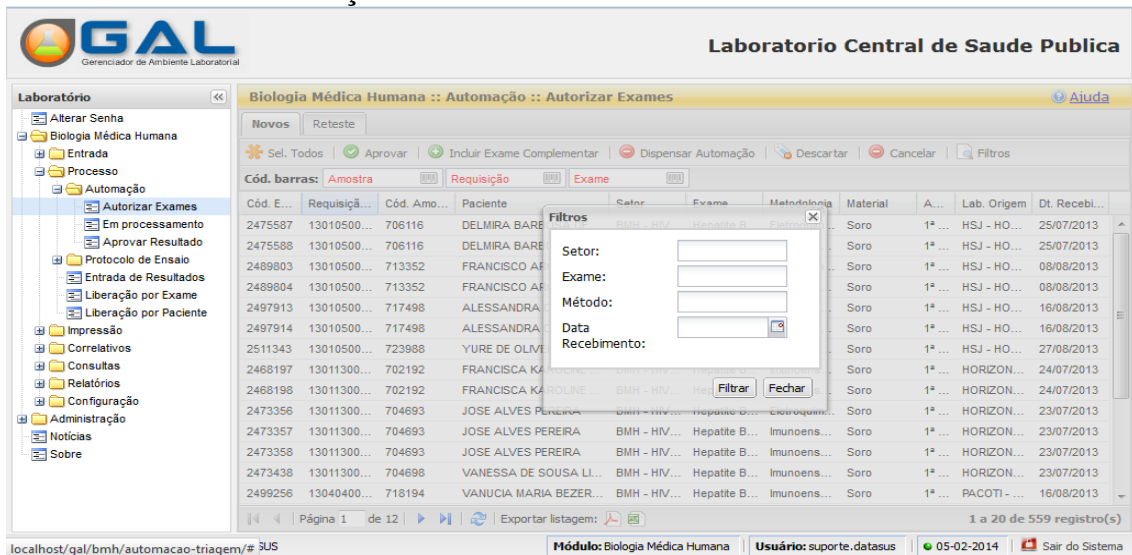 GAL
Gerenciador de Ambiente Laboratorial
Laboratorio Central de Saude Publica
Laboratório
Alterar Senha
Biologia Médica Humana
Entrada
Processo
Automação
Autorizar Exames
Em processamento
Aprovar Resultado
Protocolo de Ensaio
Entrada de Resultados
Liberação por Exame
Liberação por Paciente
Impressão
Correlativos
Consultas
Relatórios
Configuração
Administração
Notícias
Sobre
Biologia Médica Humana :: Automação :: Autorizar Exames Ajuda
Novos Reteste
Sel. Todos Aprovar Incluir Exame Complementar Dispensar Automação Descartar Cancelar Filtros
Cód. barras: Amostra Requisição Exame
Cód. E... Requisiçã... Cód. Amo... Paciente Setor Exame Metodologia Material A... Lab. Origem Dt. Recebi...
2475587 13010500... 706116 DELMIRA BARB Soro 1ª ... HSJ - HO... 25/07/2013
2475588 13010500... 706116 DELMIRA BARB Soro 1ª ... HSJ - HO... 25/07/2013
2489803 13010500... 713352 FRANCISCO AF Soro 1ª ... HSJ - HO... 08/08/2013
2489804 13010500... 713352 FRANCISCO AF Soro 1ª ... HSJ - HO... 08/08/2013
2497913 13010500... 717498 ALESSANDRA Soro 1ª ... HSJ - HO... 16/08/2013
2497914 13010500... 717498 ALESSANDRA Soro 1ª ... HSJ - HO... 16/08/2013
2511343 13010500... 723988 YURE DE OLIVE Soro 1ª ... HSJ - HO... 27/08/2013
2468197 13011300... 702192 FRANCISCA KAROLINE ... BMH - HIV... Soro 1ª ... HORIZON... 24/07/2013
2468198 13011300... 702192 FRANCISCA KAROLINE ... BMH - HIV... Soro 1ª ... HORIZON... 24/07/2013
2473356 13011300... 704693 JOSE ALVES PEREIRA BMH - HIV... Hepatite B... Eletroquim... Soro 1ª ... HORIZON... 23/07/2013
2473357 13011300... 704693 JOSE ALVES PEREIRA BMH - HIV... Hepatite B... Imunoens... Soro 1ª ... HORIZON... 23/07/2013
2473358 13011300... 704693 JOSE ALVES PEREIRA BMH - HIV... Hepatite B... Imunoens... Soro 1ª ... HORIZON... 23/07/2013
2473438 13011300... 704698 VANESSA DE SOUSA LI... BMH - HIV... Hepatite B... Imunoens... Soro 1ª ... HORIZON... 23/07/2013
2499256 13040400... 718194 VANUCIA MARIA BEZER... BMH - HIV... Hepatite B... Imunoens... Soro 1ª ... PACOTI - ... 16/08/2013
Filtros
Setor:
Exame:
Método:
Data Recebimento:
Filtrar Fechar
Página 1 de 12 Exportar listagem: 1 a 20 de 559 registro(s)
localhost/gal/bmh/automacao-triagem/# SUS Módulo: Biologia Médica Humana Usuário: suporte.datasus 05-02-2014 Sair do Sistema